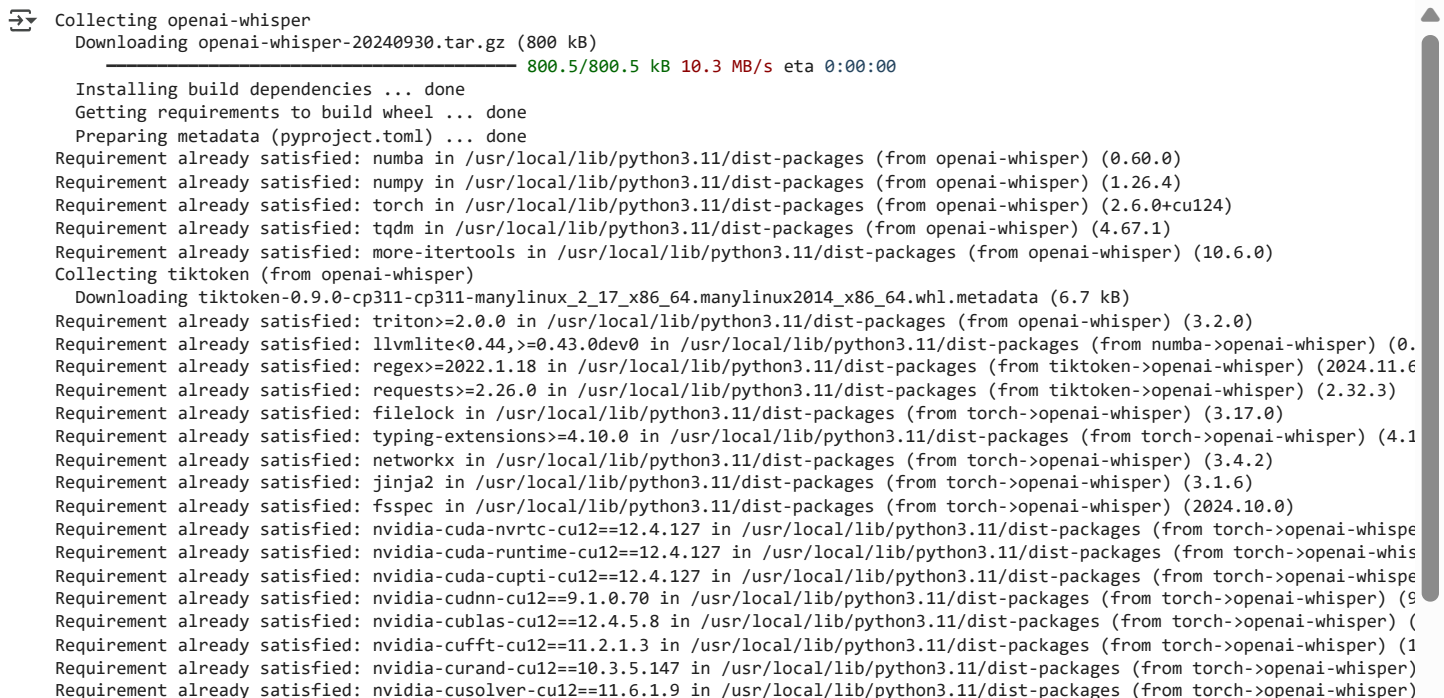 Collecting openai-whisper
Downloading openai-whisper-20240930.tar.gz (800 kB)
800.5/800.5 kB 10.3 MB/s eta 0:00:00
Installing build dependencies ... done
Getting requirements to build wheel ... done
Preparing metadata (pyproject.toml) ... done
Requirement already satisfied: numba in /usr/local/lib/python3.11/dist-packages (from openai-whisper) (0.60.0)
Requirement already satisfied: numpy in /usr/local/lib/python3.11/dist-packages (from openai-whisper) (1.26.4)
Requirement already satisfied: torch in /usr/local/lib/python3.11/dist-packages (from openai-whisper) (2.6.0+cu124)
Requirement already satisfied: tqdm in /usr/local/lib/python3.11/dist-packages (from openai-whisper) (4.67.1)
Requirement already satisfied: more-itertools in /usr/local/lib/python3.11/dist-packages (from openai-whisper) (10.6.0)
Collecting tiktoken (from openai-whisper)
Downloading tiktoken-0.9.0-cp311-cp311-manylinux_2_17_x86_64.manylinux2014_x86_64.whl.metadata (6.7 kB)
Requirement already satisfied: triton>=2.0.0 in /usr/local/lib/python3.11/dist-packages (from openai-whisper) (3.2.0)
Requirement already satisfied: llvmlite<0.44,>=0.43.0dev0 in /usr/local/lib/python3.11/dist-packages (from numba->openai-whisper) (0.
Requirement already satisfied: regex>=2022.1.18 in /usr/local/lib/python3.11/dist-packages (from tiktoken->openai-whisper) (2024.11.6
Requirement already satisfied: requests>=2.26.0 in /usr/local/lib/python3.11/dist-packages (from tiktoken->openai-whisper) (2.32.3)
Requirement already satisfied: filelock in /usr/local/lib/python3.11/dist-packages (from torch->openai-whisper) (3.17.0)
Requirement already satisfied: typing-extensions>=4.10.0 in /usr/local/lib/python3.11/dist-packages (from torch->openai-whisper) (4.1
Requirement already satisfied: networkx in /usr/local/lib/python3.11/dist-packages (from torch->openai-whisper) (3.4.2)
Requirement already satisfied: jinja2 in /usr/local/lib/python3.11/dist-packages (from torch->openai-whisper) (3.1.6)
Requirement already satisfied: fsspec in /usr/local/lib/python3.11/dist-packages (from torch->openai-whisper) (2024.10.0)
Requirement already satisfied: nvidia-cuda-nvrtc-cu12==12.4.127 in /usr/local/lib/python3.11/dist-packages (from torch->openai-whispe
Requirement already satisfied: nvidia-cuda-runtime-cu12==12.4.127 in /usr/local/lib/python3.11/dist-packages (from torch->openai-whis
Requirement already satisfied: nvidia-cuda-cupti-cu12==12.4.127 in /usr/local/lib/python3.11/dist-packages (from torch->openai-whispe
Requirement already satisfied: nvidia-cudnn-cu12==9.1.0.70 in /usr/local/lib/python3.11/dist-packages (from torch->openai-whisper) (9
Requirement already satisfied: nvidia-cublas-cu12==12.4.5.8 in /usr/local/lib/python3.11/dist-packages (from torch->openai-whisper) (
Requirement already satisfied: nvidia-cufft-cu12==11.2.1.3 in /usr/local/lib/python3.11/dist-packages (from torch->openai-whisper) (1
Requirement already satisfied: nvidia-curand-cu12==10.3.5.147 in /usr/local/lib/python3.11/dist-packages (from torch->openai-whisper)
Requirement already satisfied: nvidia-cusolver-cu12==11.6.1.9 in /usr/local/lib/python3.11/dist-packages (from torch->openai-whisper)